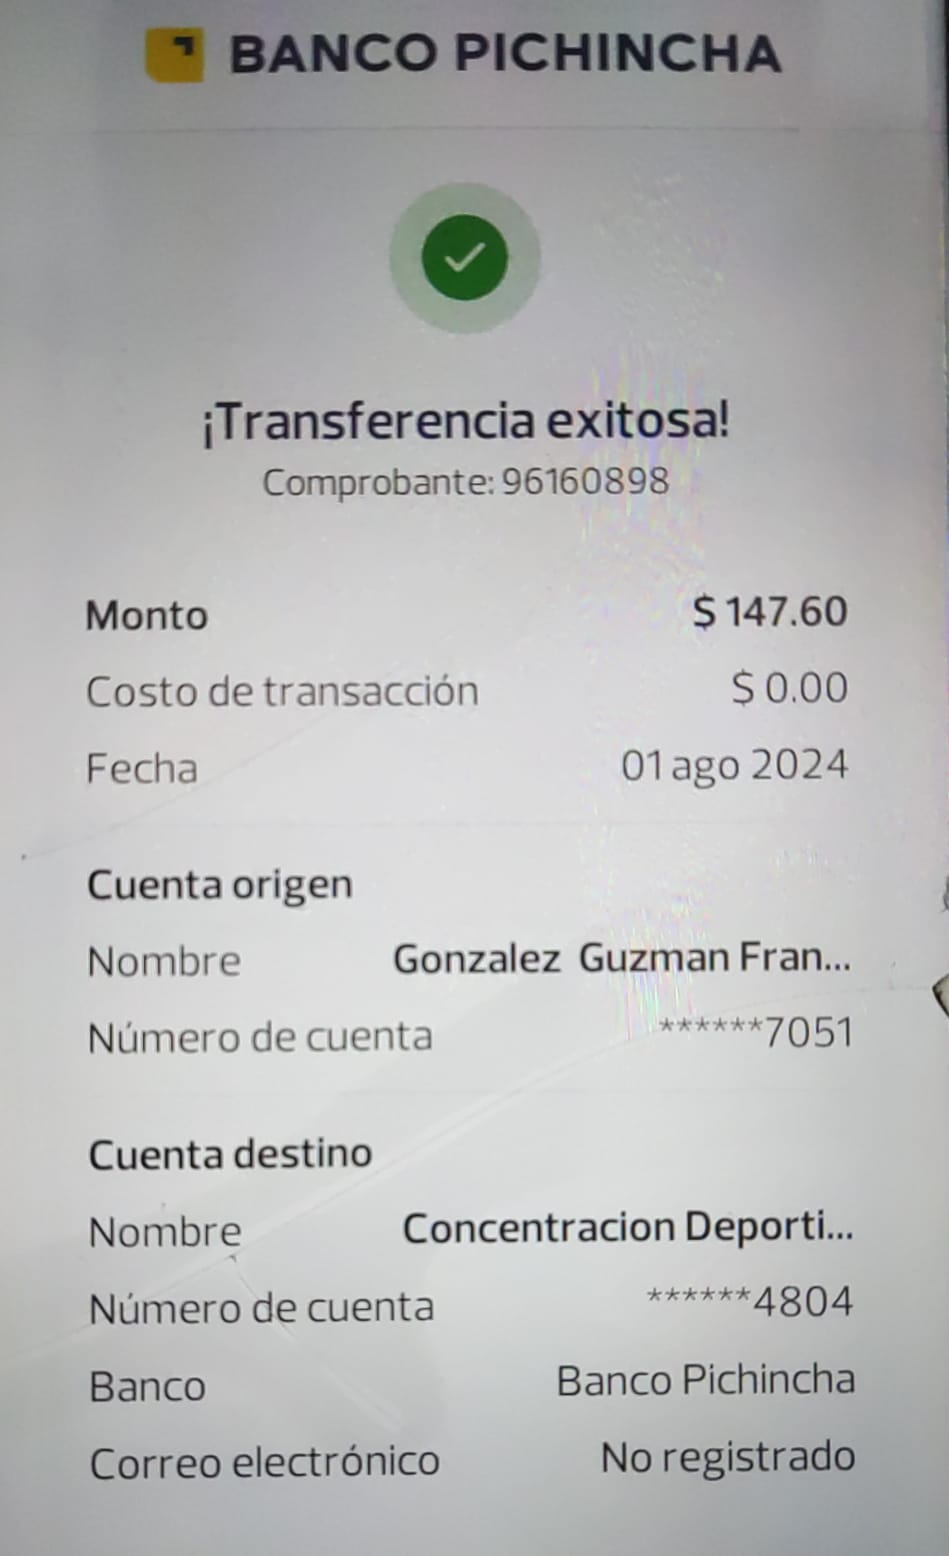 BANCO PICHINCHA
¡Transferencia exitosa!
Comprobante: 96160898
Monto $ 147.60
Costo de transacción $ 0.00
Fecha 01 ago 2024
Cuenta origen
Nombre Gonzalez Guzman Fran...
Número de cuenta ******7051
Cuenta destino
Nombre Concentracion Deporti...
Número de cuenta ******4804
Banco Banco Pichincha
Correo electrónico No registrado